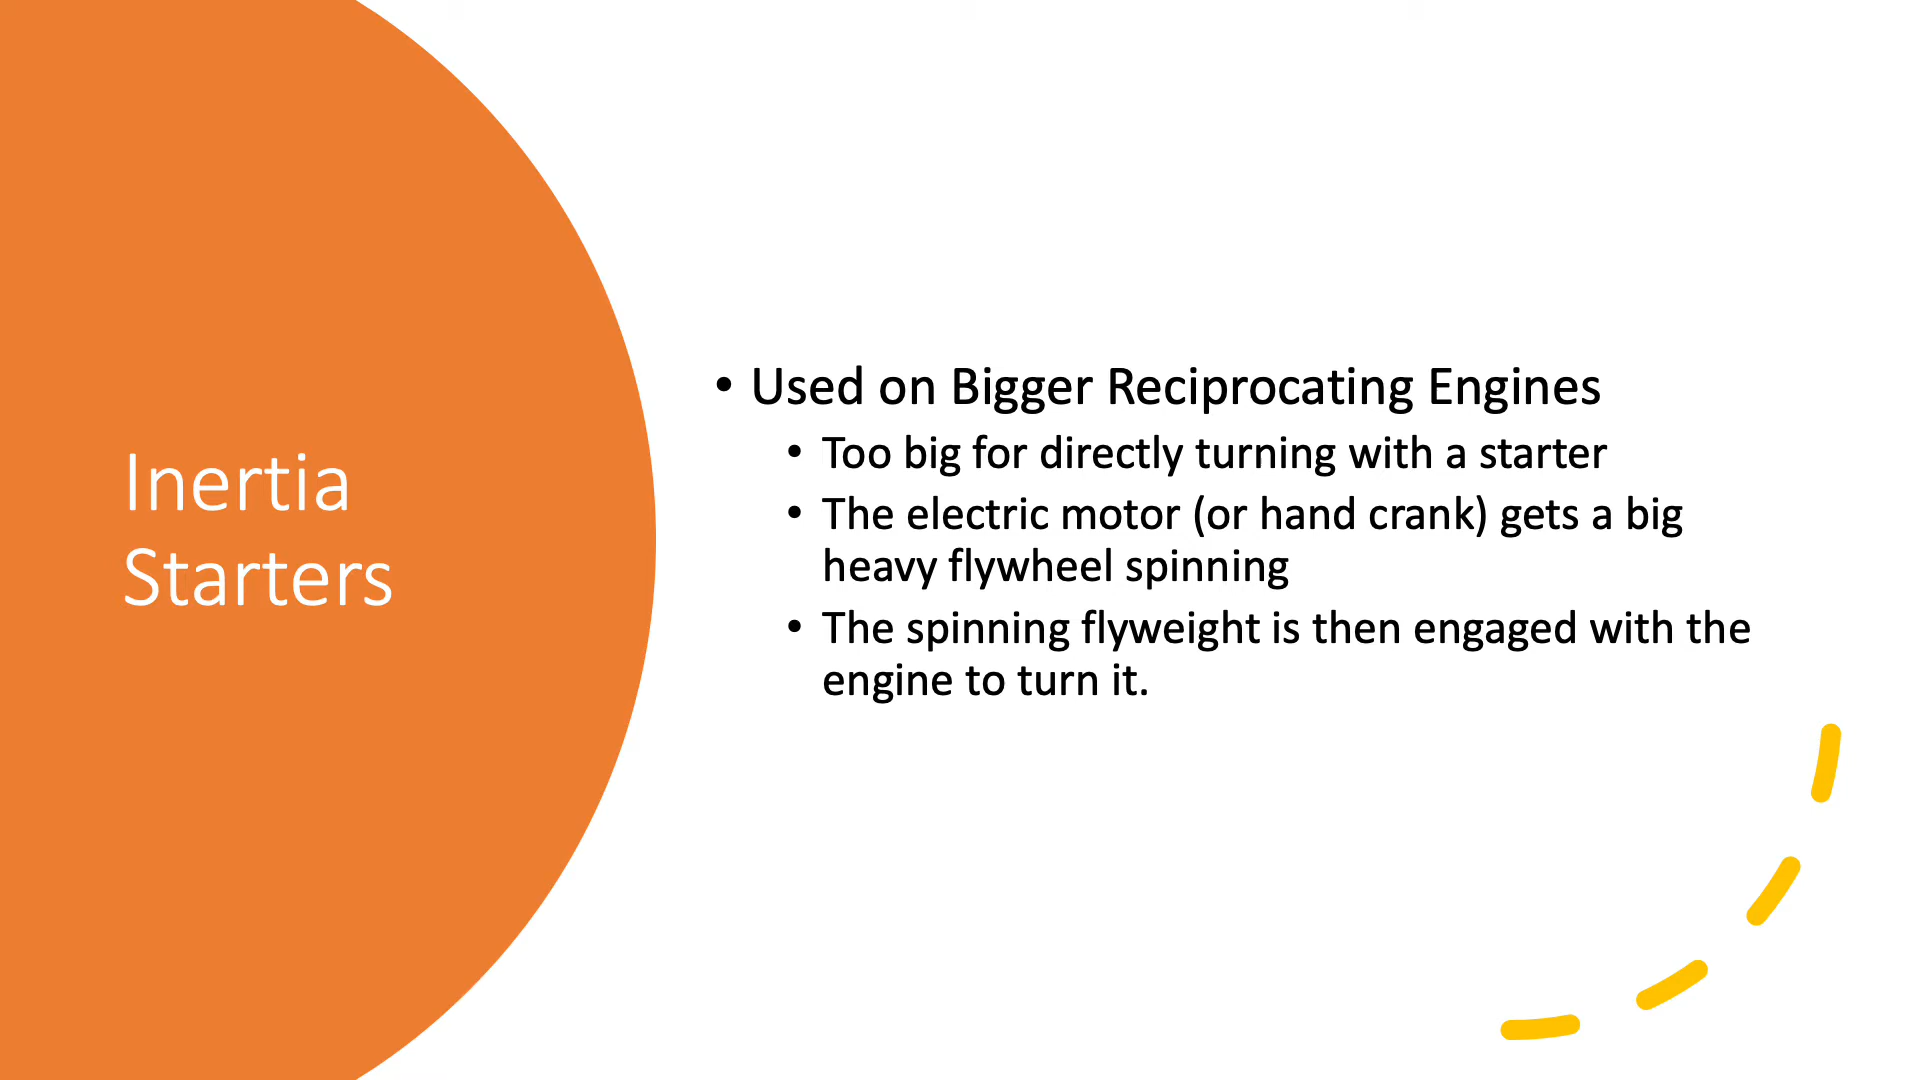 Inertia
Starters
• Used on Bigger Reciprocating Engines
• Too big for directly turning with a starter
• The electric motor (or hand crank) gets a big
heavy flywheel spinning
• The spinning flyweight is then engaged with the
engine to turn it.